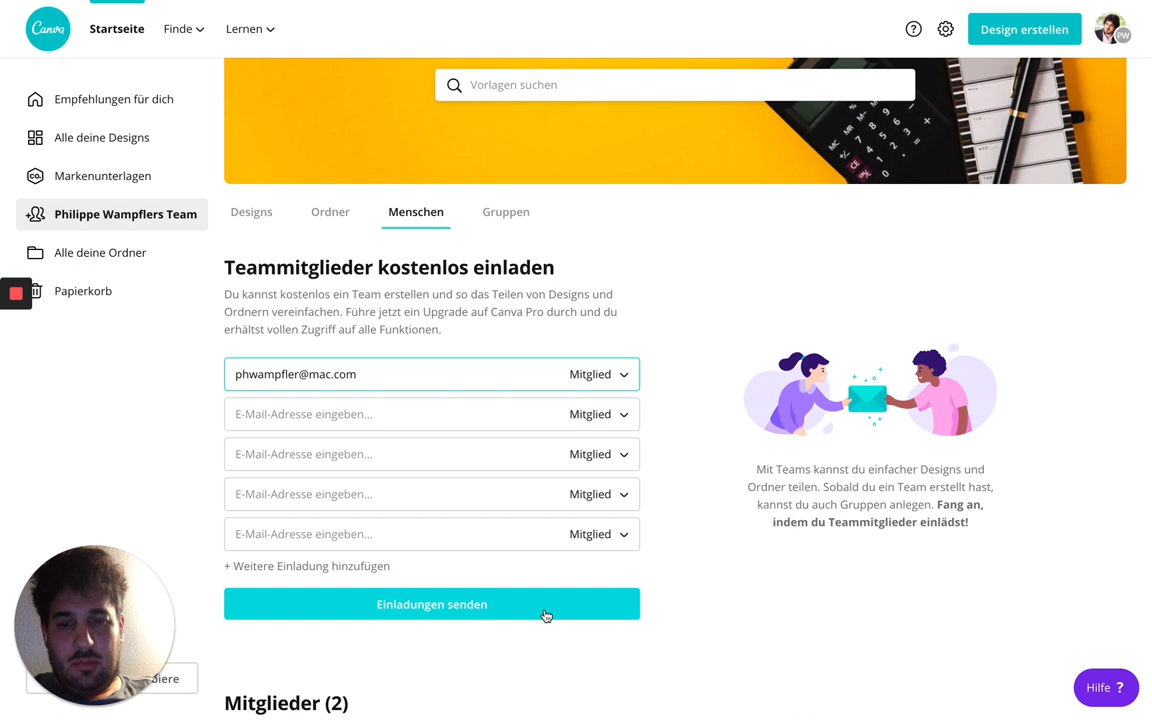 Canva
Startseite
Finde
Lernen
?
Design erstellen
PW
Vorlagen suchen
Empfehlungen für dich
Alle deine Designs
CO.
Markenunterlagen
Philippe Wampflers Team
Alle deine Ordner
Papierkorb
Designs
Ordner
Menschen
Gruppen
Teammitglieder kostenlos einladen
Du kannst kostenlos ein Team erstellen und so das Teilen von Designs und
Ordnern vereinfachen. Führe jetzt ein Upgrade auf Canva Pro durch und du
erhältst vollen Zugriff auf alle Funktionen.
phwampfler@mac.com Mitglied
E-Mail-Adresse eingeben... Mitglied
E-Mail-Adresse eingeben... Mitglied
E-Mail-Adresse eingeben... Mitglied
E-Mail-Adresse eingeben... Mitglied
+ Weitere Einladung hinzufügen
Einladungen senden
Mit Teams kannst du einfacher Designs und
Ordner teilen. Sobald du ein Team erstellt hast,
kannst du auch Gruppen anlegen. Fang an,
indem du Teammitglieder einlädst!
Mitglieder (2)
Hilfe ?